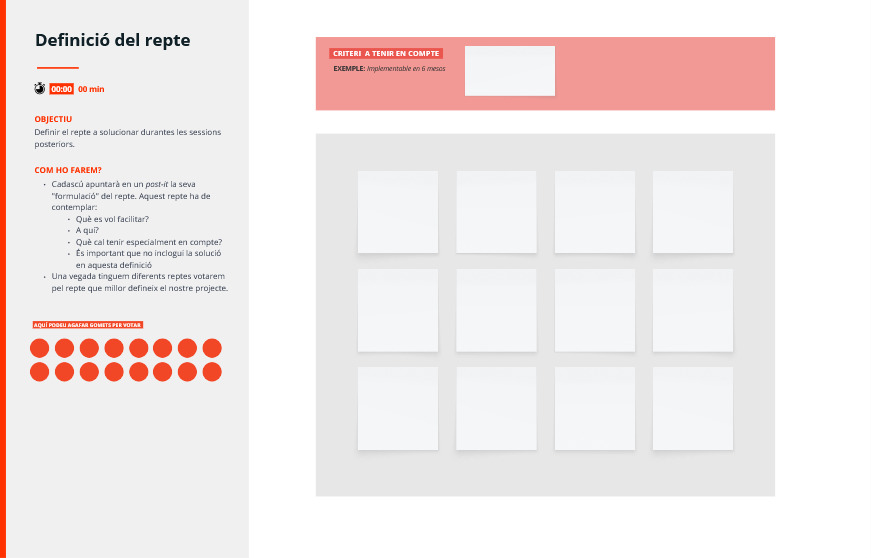 Definició del repte
00:00 00 min
OBJECTIU
Definir el repte a solucionar durantes les sessions
posteriors.
COM HO FAREM?
• Cadascú apuntarà en un post-it la seva
"formulació" del repte. Aquest repte ha de
contemplar:
• Què es vol facilitar?
• A qui?
• Què cal tenir especialment en compte?
• És important que no inclogui la solució
en aquesta definició
• Una vegada tinguem diferents reptes votarem
pel repte que millor defineix el nostre projecte.
AQUÍ PODEU AGAFAR GOMETS PER VOTAR
CRITERI A TENIR EN COMPTE
EXEMPLE: Implementable en 6 mesos